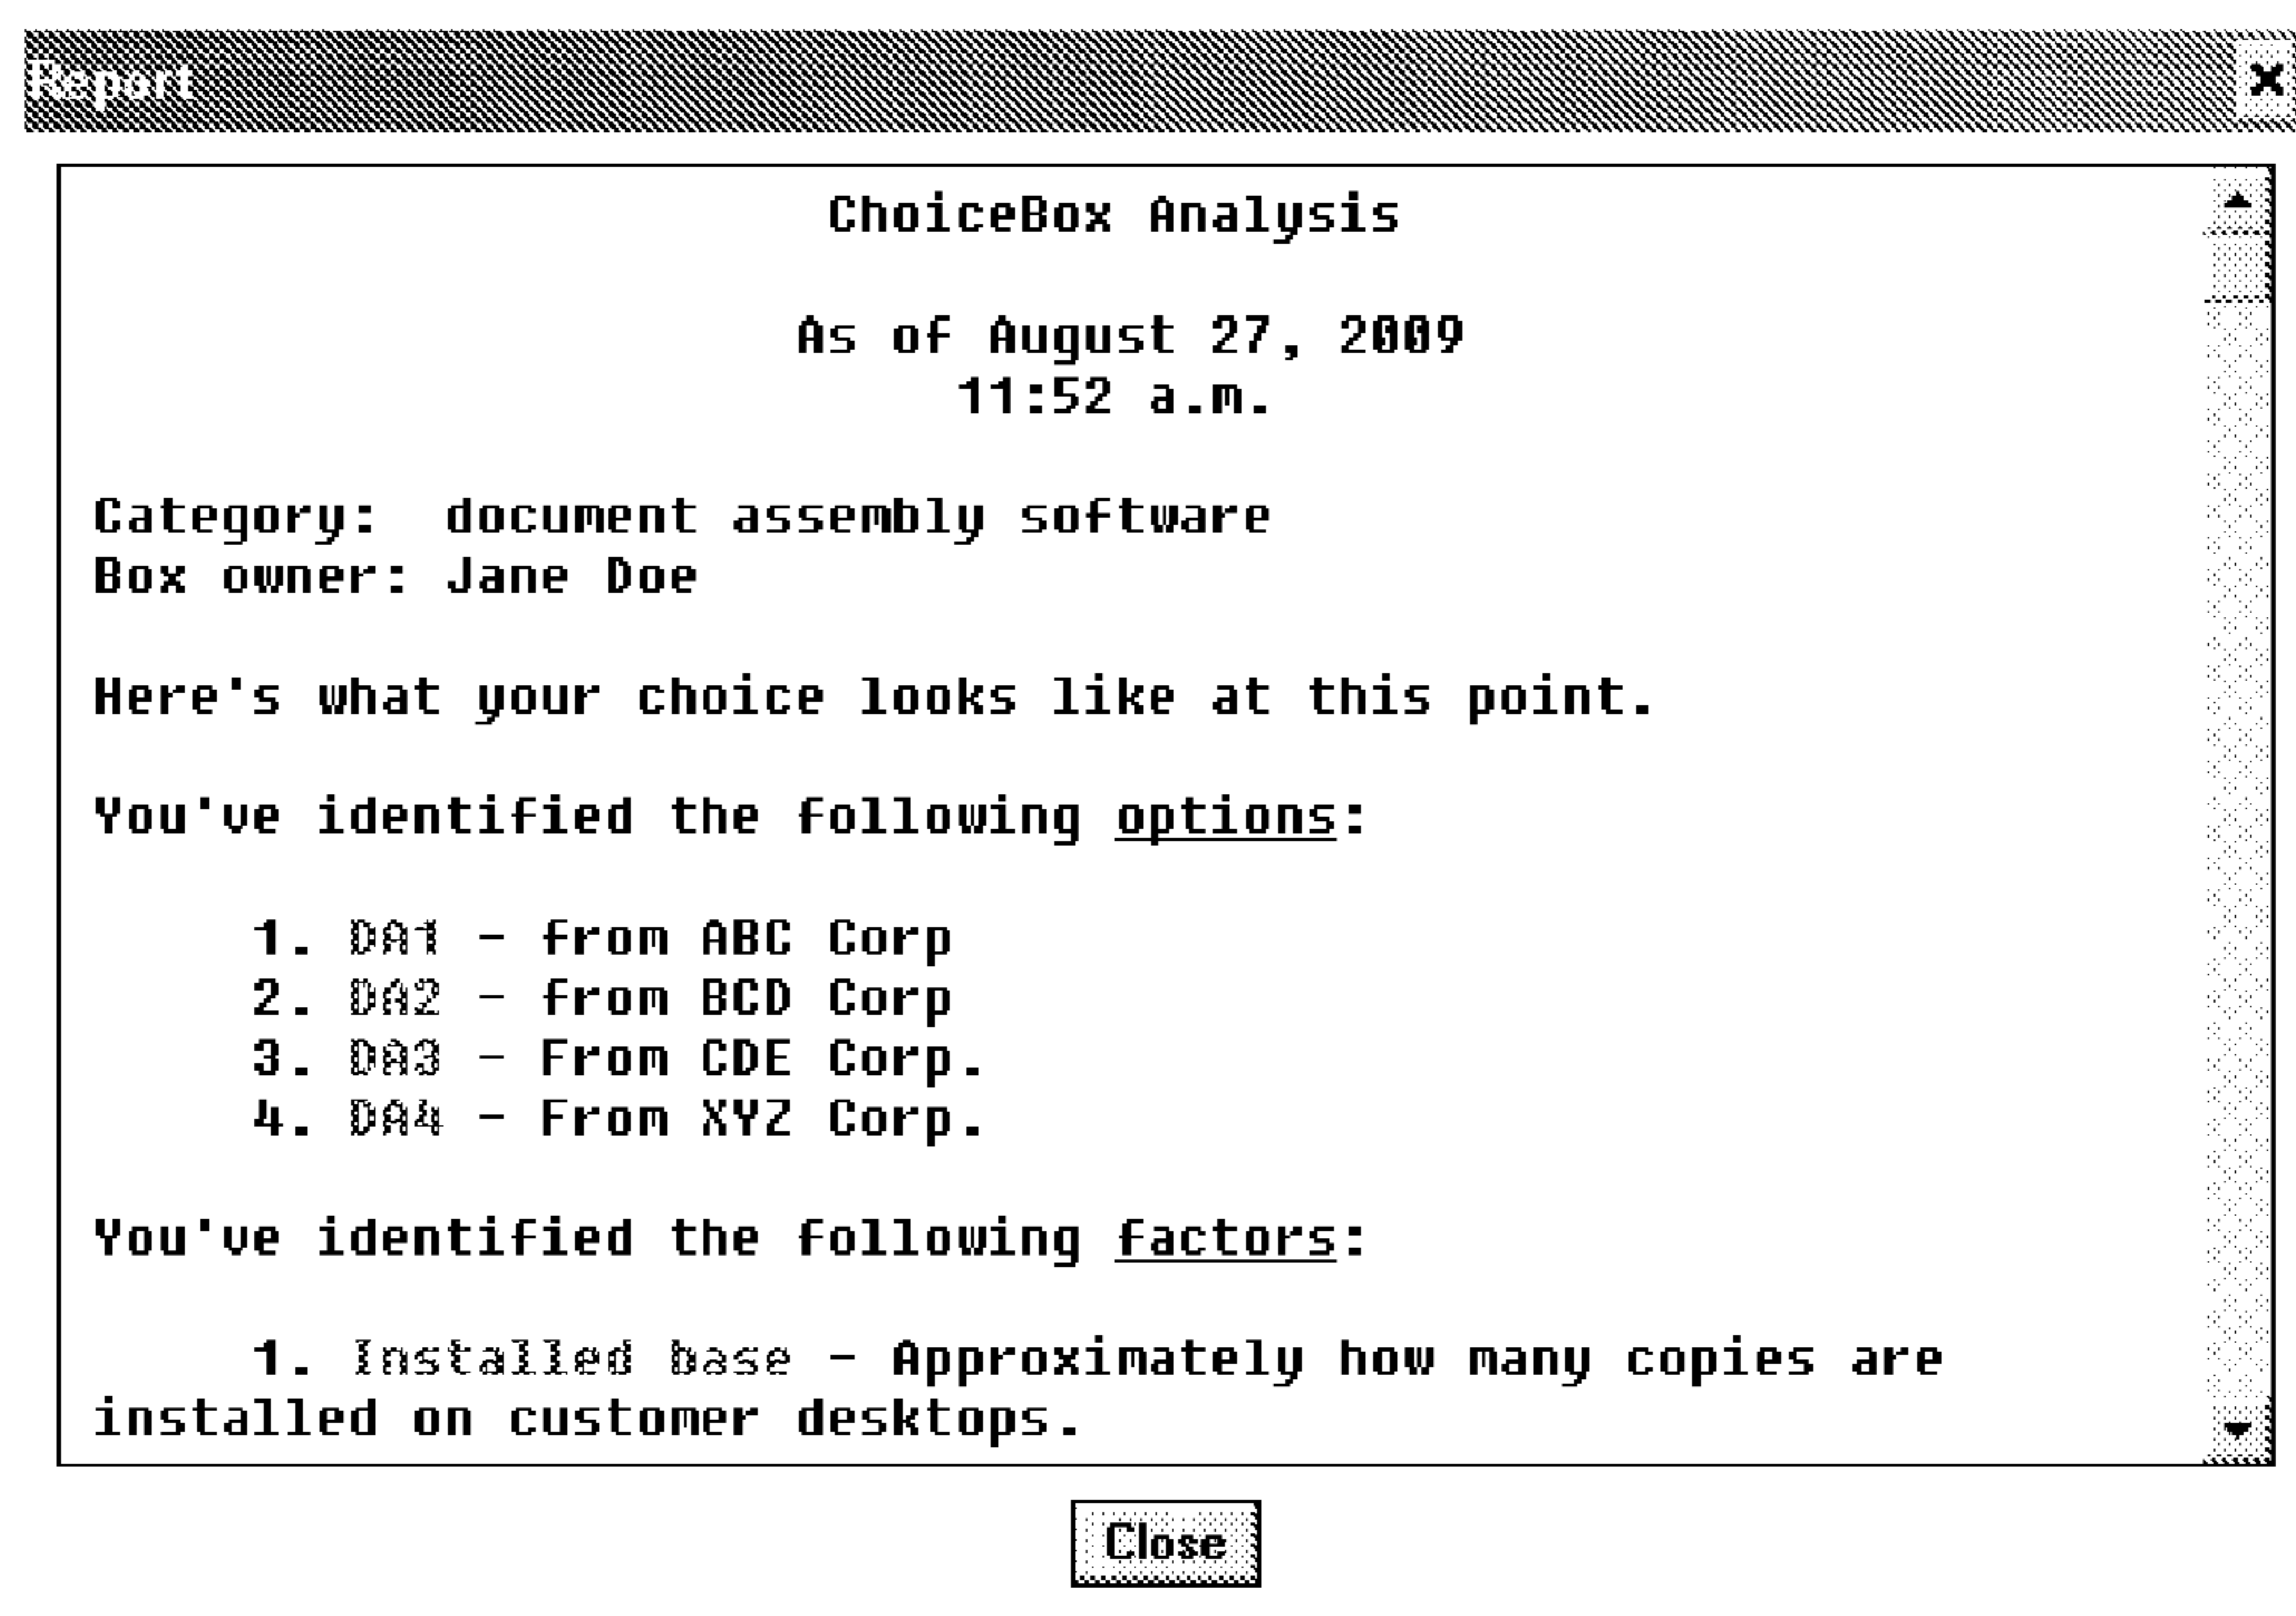 Report
ChoiceBox Analysis
As of August 27, 2009
11:52 a.m.
Category: document assembly software
Box owner: Jane Doe
Here's what your choice looks like at this point.
You've identified the following options:
1. DA1 - from ABC Corp
2. DA2 - from BCD Corp
3. DA3 - From CDE Corp.
4. DA4 - From XYZ Corp.
You've identified the following factors:
1. Installed base - Approximately how many copies are
installed on customer desktops.
Close